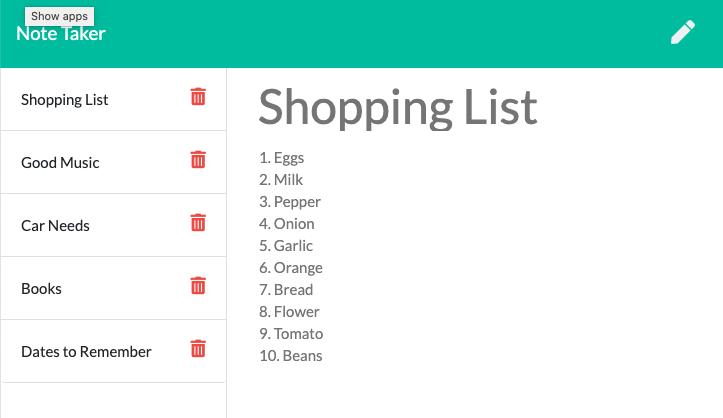 Show apps
Note Taker
Shopping List
Good Music
Car Needs
Books
Dates to Remember
Shopping List
1. Eggs
2. Milk
3. Pepper
4. Onion
5. Garlic
6. Orange
7. Bread
8. Flower
9. Tomato
10. Beans